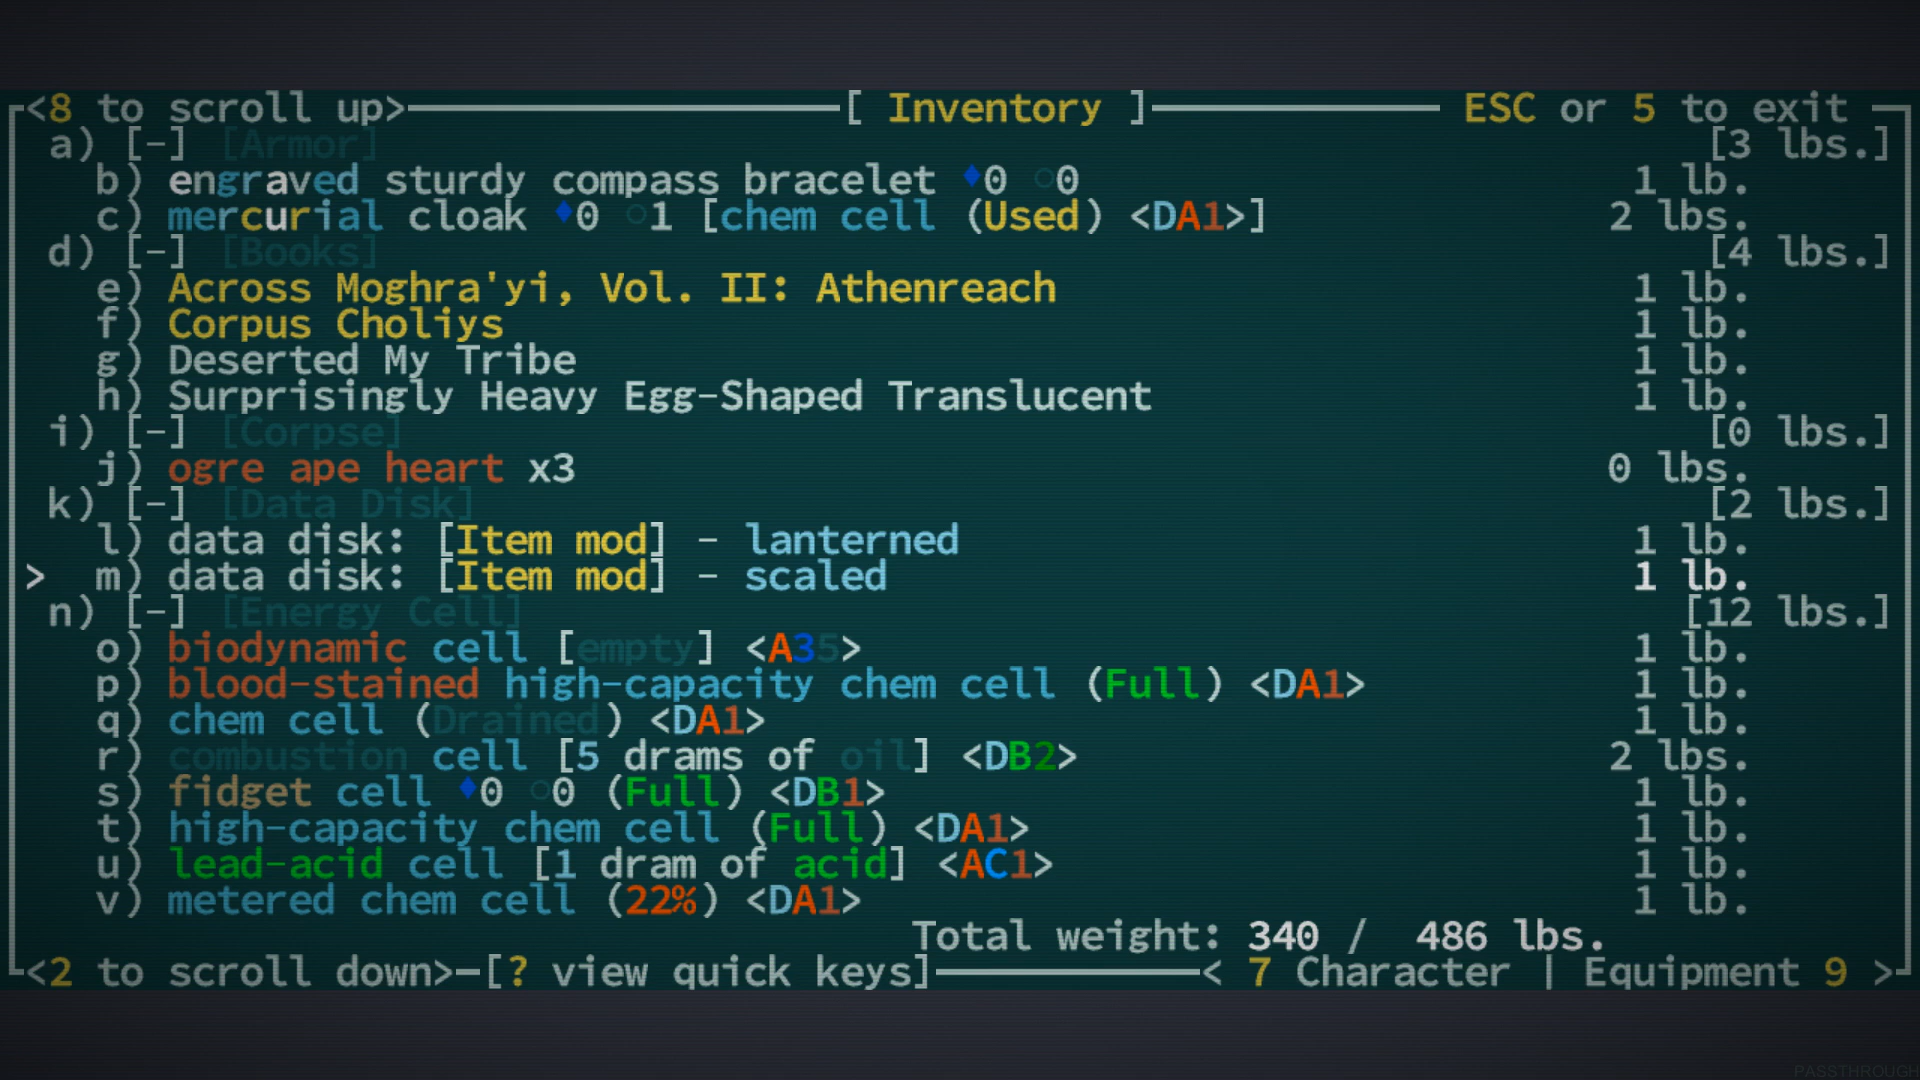 <8 to scroll up> [ Inventory ] ESC or 5 to exit
a) [-] [Armor] [3 lbs.]
b) engraved sturdy compass bracelet ♦0 ○0 1 lb.
c) mercurial cloak ♦0 ○1 [chem cell (Used) <DA1>] 2 lbs.
d) [-] [Books] [4 lbs.]
e) Across Moghra'yi, Vol. II: Athenreach 1 lb.
f) Corpus Choliys 1 lb.
g) Deserted My Tribe 1 lb.
h) Surprisingly Heavy Egg-Shaped Translucent 1 lb.
i) [-] [Corpse] [0 lbs.]
j) ogre ape heart x3 0 lbs.
k) [-] [Data Disk] [2 lbs.]
l) data disk: [Item mod] - lanterned 1 lb.
> m) data disk: [Item mod] - scaled 1 lb.
n) [-] [Energy Cell] [12 lbs.]
o) biodynamic cell [empty] <A35> 1 lb.
p) blood-stained high-capacity chem cell (Full) <DA1> 1 lb.
q) chem cell (Drained) <DA1> 1 lb.
r) combustion cell [5 drams of oil] <DB2> 2 lbs.
s) fidget cell ♦0 ○0 (Full) <DB1> 1 lb.
t) high-capacity chem cell (Full) <DA1> 1 lb.
u) lead-acid cell [1 dram of acid] <AC1> 1 lb.
v) metered chem cell (22%) <DA1> 1 lb.
Total weight: 340 / 486 lbs.
<2 to scroll down> [? view quick keys] < 7 Character | Equipment 9 >
PASSTHROUGH